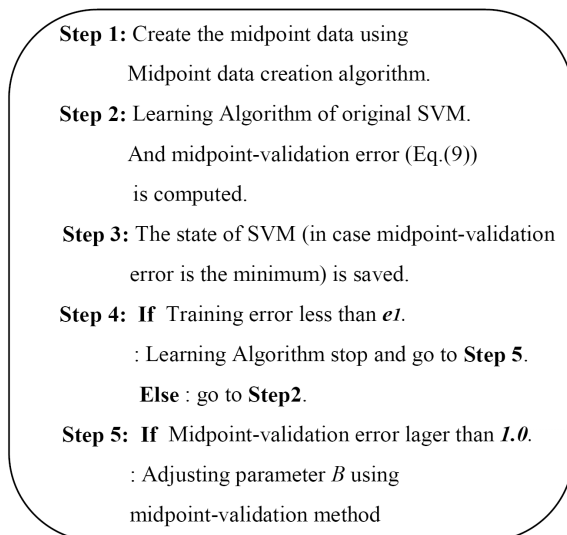 Step 1: Create the midpoint data using
Midpoint data creation algorithm.
Step 2: Learning Algorithm of original SVM.
And midpoint-validation error (Eq.(9))
is computed.
Step 3: The state of SVM (in case midpoint-validation
error is the minimum) is saved.
Step 4: If Training error less than e1.
: Learning Algorithm stop and go to Step 5.
Else : go to Step2.
Step 5: If Midpoint-validation error lager than 1.0.
: Adjusting parameter B using
midpoint-validation method